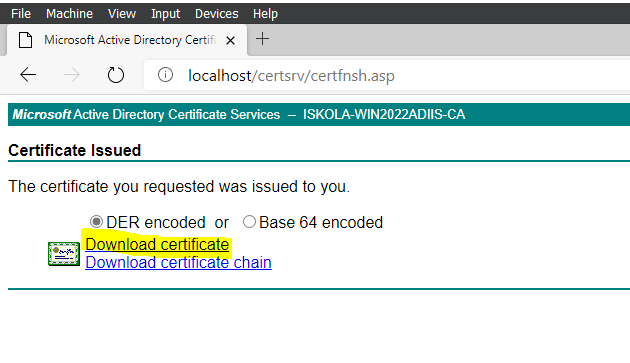 File Machine View Input Devices Help
Microsoft Active Directory Certifi
localhost/certsrv/certfnsh.asp
Microsoft Active Directory Certificate Services -- ISKOLA-WIN2022ADIIS-CA
Certificate Issued
The certificate you requested was issued to you.
DER encoded or Base 64 encoded
Download certificate
Download certificate chain